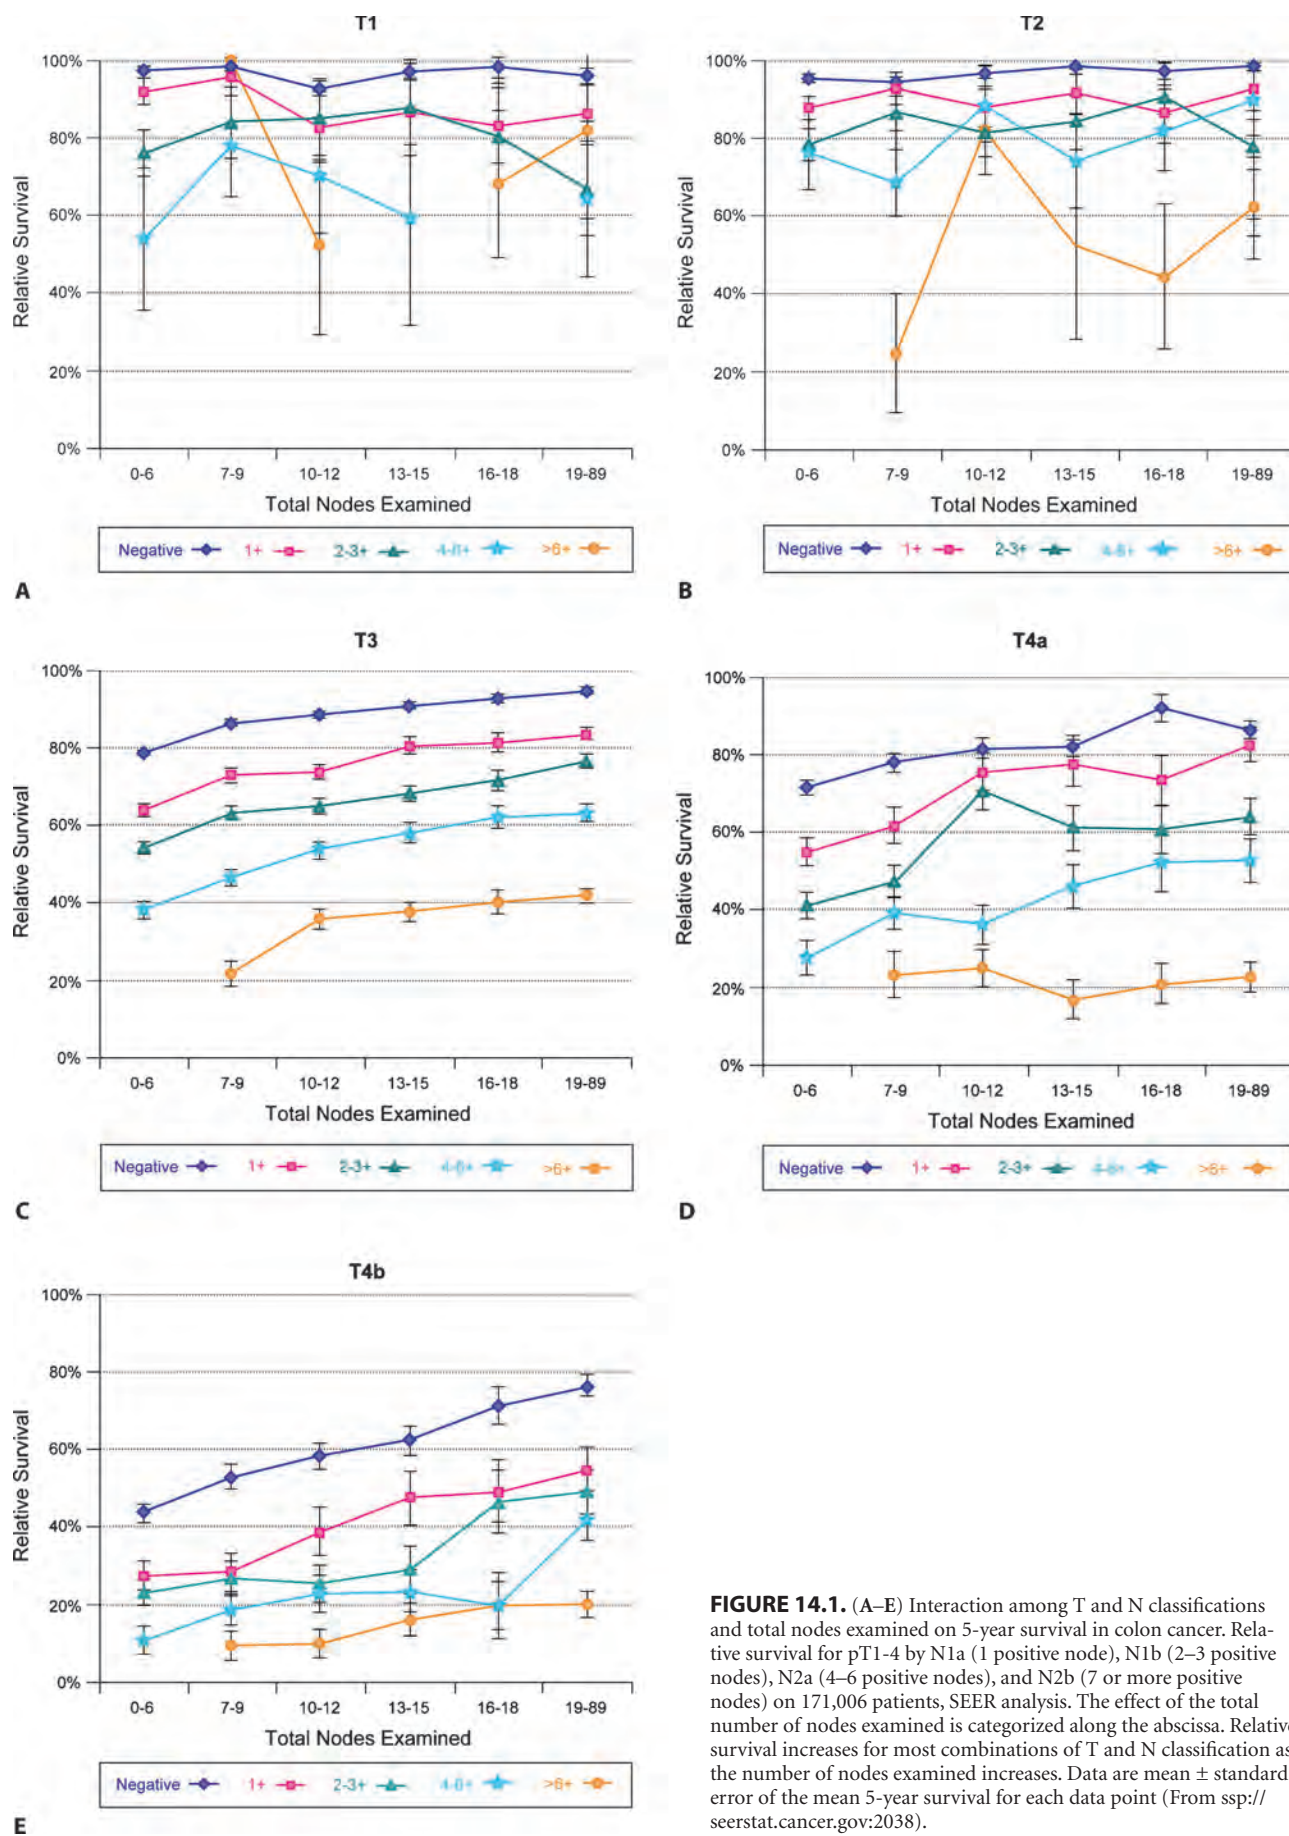 T1
100%
80%
60%
40%
20%
0%
Relative Survival
0-6 7-9 10-12 13-15 16-18 19-89
Total Nodes Examined
Negative 1+ 2-3+ 4-6+ >6+
A
T2
100%
80%
60%
40%
20%
0%
Relative Survival
0-6 7-9 10-12 13-15 16-18 19-89
Total Nodes Examined
Negative 1+ 2-3+ 4-6+ >6+
B
T3
100%
80%
60%
40%
20%
0%
Relative Survival
0-6 7-9 10-12 13-15 16-18 19-89
Total Nodes Examined
Negative 1+ 2-3+ 4-6+ >6+
C
T4a
100%
80%
60%
40%
20%
0%
Relative Survival
0-6 7-9 10-12 13-15 16-18 19-89
Total Nodes Examined
Negative 1+ 2-3+ 4-6+ >6+
D
T4b
100%
80%
60%
40%
20%
0%
Relative Survival
0-6 7-9 10-12 13-15 16-18 19-89
Total Nodes Examined
Negative 1+ 2-3+ 4-6+ >6+
E
FIGURE 14.1. (A–E) Interaction among T and N classifications
and total nodes examined on 5-year survival in colon cancer. Rela-
tive survival for pT1-4 by N1a (1 positive node), N1b (2–3 positive
nodes), N2a (4–6 positive nodes), and N2b (7 or more positive
nodes) on 171,006 patients, SEER analysis. The effect of the total
number of nodes examined is categorized along the abscissa. Relative
survival increases for most combinations of T and N classification as
the number of nodes examined increases. Data are mean ± standard
error of the mean 5-year survival for each data point (From ssp://
seerstat.cancer.gov:2038).